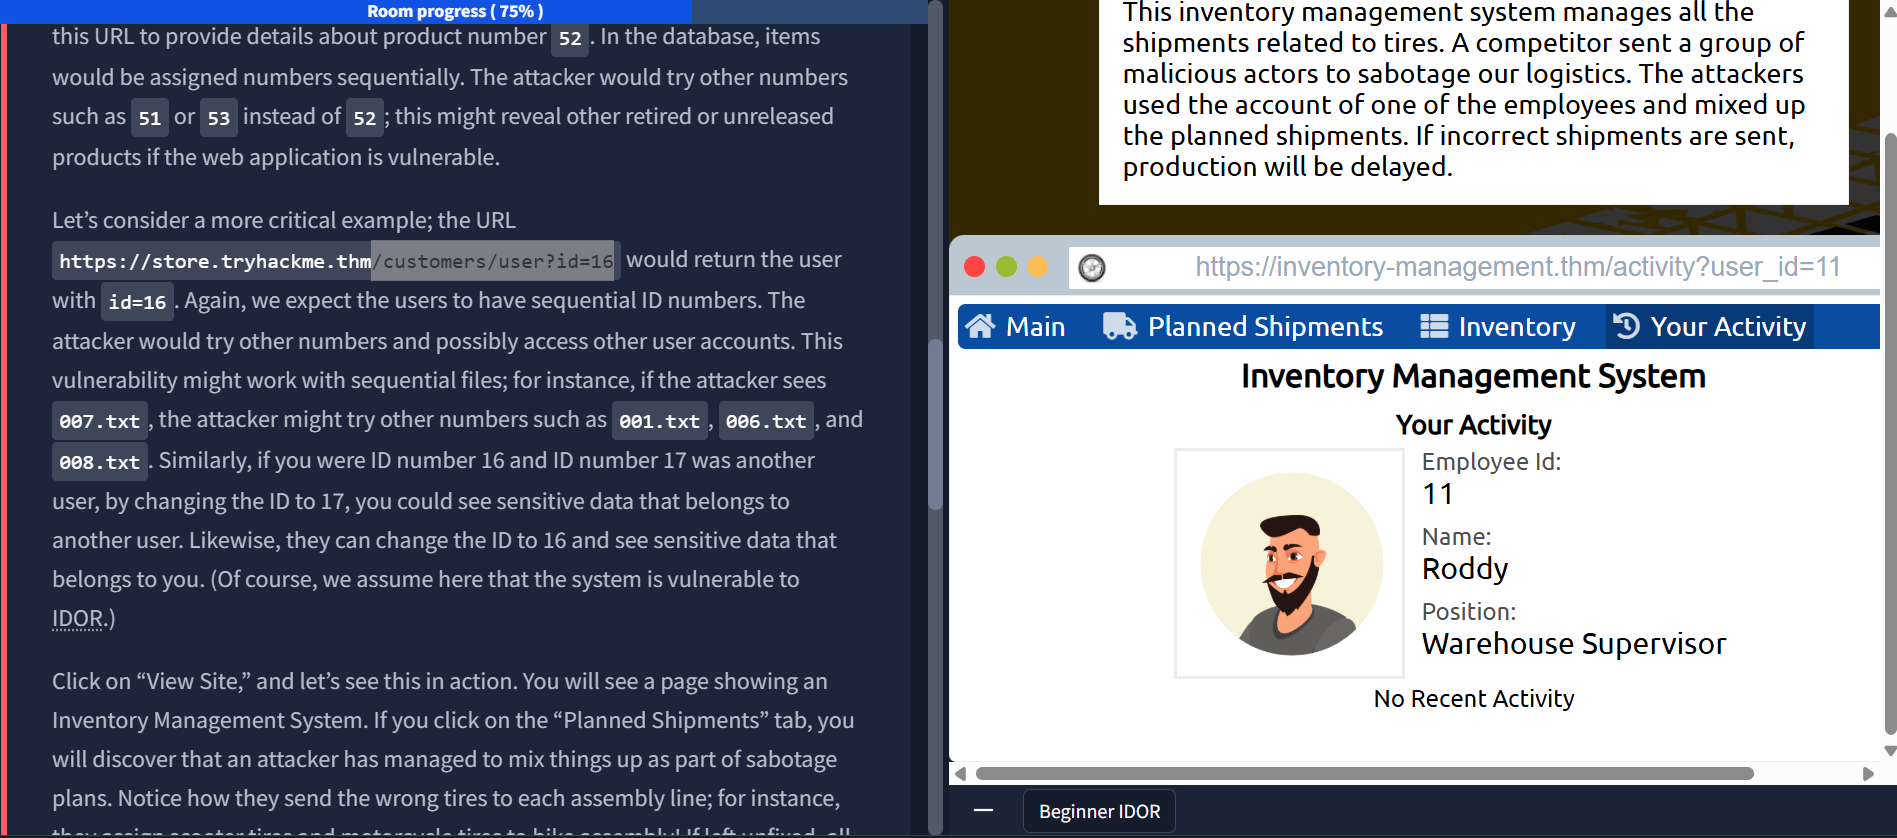 Room progress ( 75% )
this URL to provide details about product number 52 . In the database, items
would be assigned numbers sequentially. The attacker would try other numbers
such as 51 or 53 instead of 52 ; this might reveal other retired or unreleased
products if the web application is vulnerable.
Let’s consider a more critical example; the URL
https://store.tryhackme.thm/customers/user?id=16 would return the user
with id=16 . Again, we expect the users to have sequential ID numbers. The
attacker would try other numbers and possibly access other user accounts. This
vulnerability might work with sequential files; for instance, if the attacker sees
007.txt , the attacker might try other numbers such as 001.txt , 006.txt , and
008.txt . Similarly, if you were ID number 16 and ID number 17 was another
user, by changing the ID to 17, you could see sensitive data that belongs to
another user. Likewise, they can change the ID to 16 and see sensitive data that
belongs to you. (Of course, we assume here that the system is vulnerable to
IDOR.)
Click on “View Site,” and let’s see this in action. You will see a page showing an
Inventory Management System. If you click on the “Planned Shipments” tab, you
will discover that an attacker has managed to mix things up as part of sabotage
plans. Notice how they send the wrong tires to each assembly line; for instance,
they assign scooter tires and motorcycle tires to bike assembly! If left unfixed, all
This inventory management system manages all the
shipments related to tires. A competitor sent a group of
malicious actors to sabotage our logistics. The attackers
used the account of one of the employees and mixed up
the planned shipments. If incorrect shipments are sent,
production will be delayed.
https://inventory-management.thm/activity?user_id=11
Main Planned Shipments Inventory Your Activity
Inventory Management System
Your Activity
Employee Id:
11
Name:
Roddy
Position:
Warehouse Supervisor
No Recent Activity
Beginner IDOR